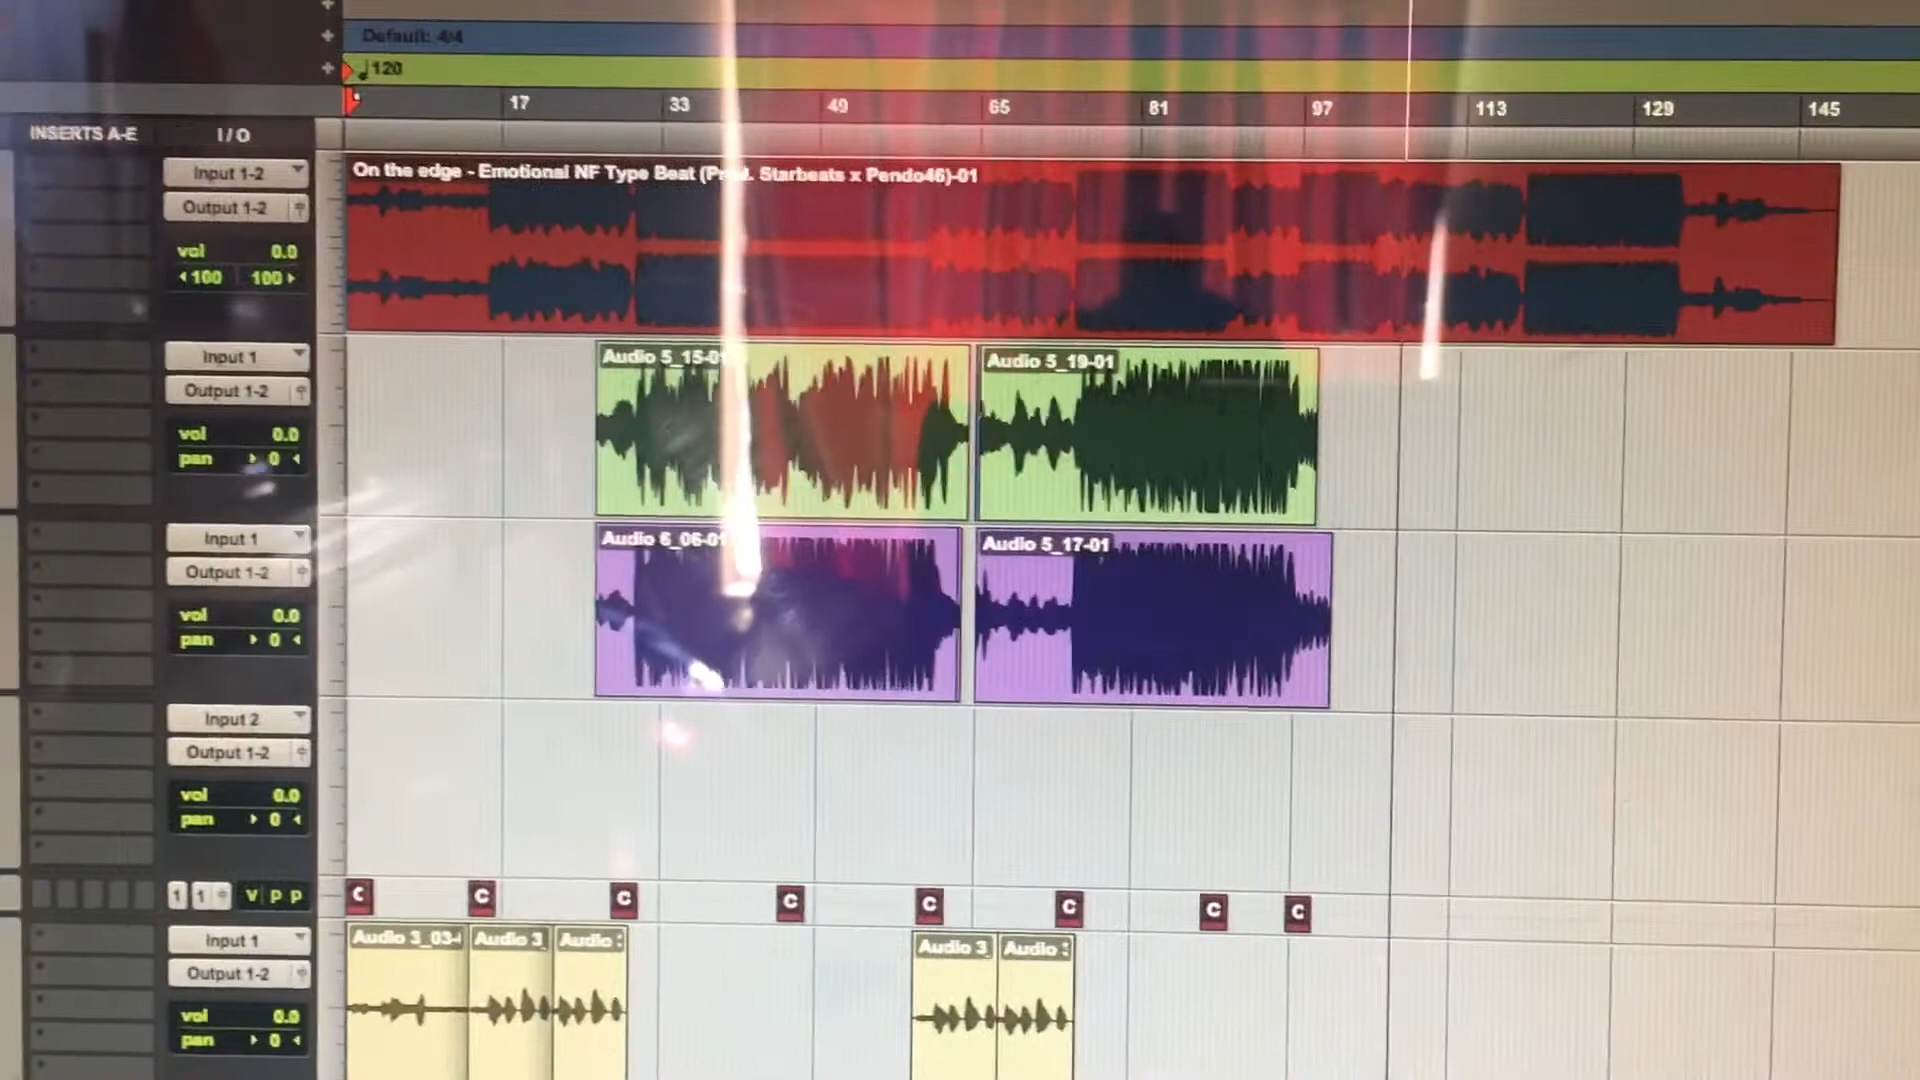 Default: 4/4
120
17 33 49 65 81 97 113 129 145
INSERTS A-E I/O
Input 1-2
Output 1-2
vol 0.0
100 100
On the edge - Emotional NF Type Beat (Prod. Starbeats x Pendo46)-01
Input 1
Output 1-2
vol 0.0
pan 0
Audio 5_15-01
Audio 5_19-01
Input 1
Output 1-2
vol 0.0
pan 0
Audio 6_06-01
Audio 5_17-01
Input 2
Output 1-2
vol 0.0
pan 0
1 1 V P P
C C C C C C C C
Input 1
Output 1-2
vol 0.0
pan 0
Audio 3_03- Audio 3_ Audio Audio 3_ Audio